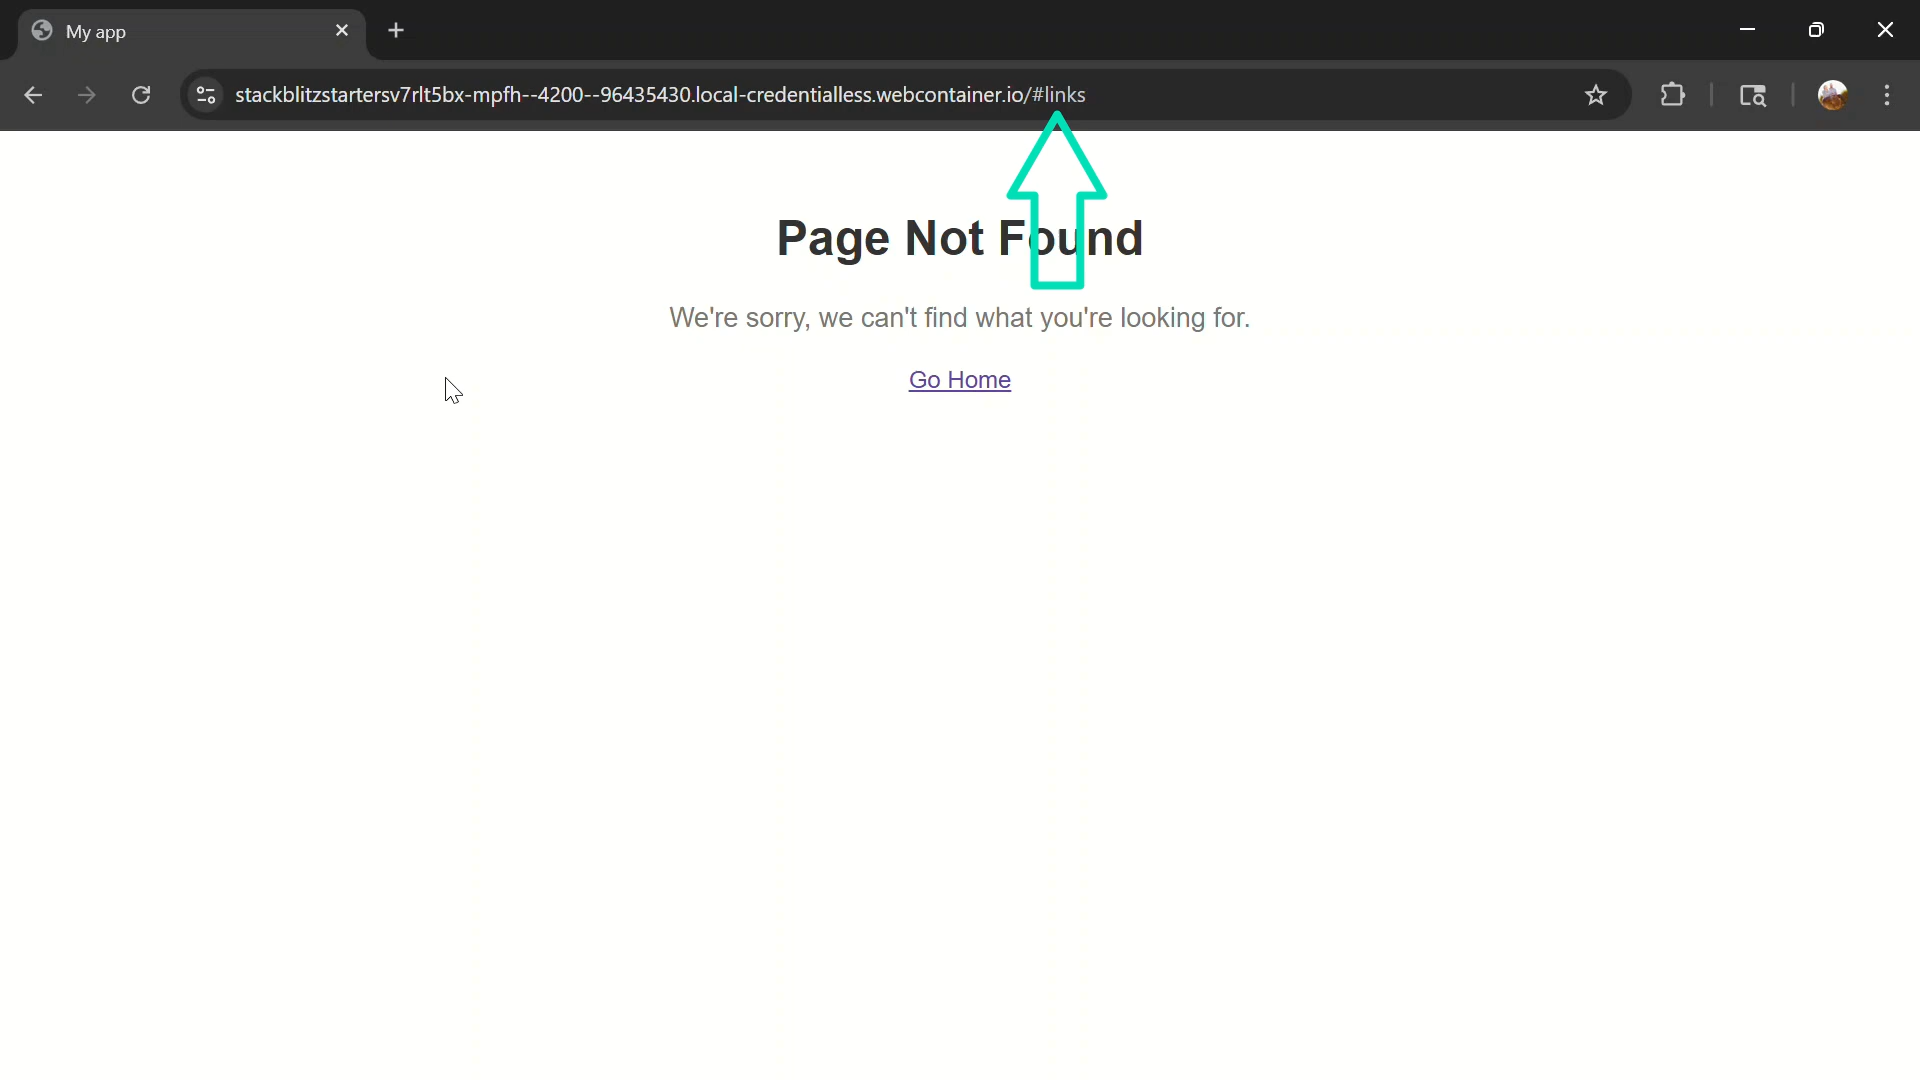 My app
stackblitzstartersv7rlt5bx-mpfh--4200--96435430.local-credentialless.webcontainer.io/#links
Page Not Found
We're sorry, we can't find what you're looking for.
Go Home